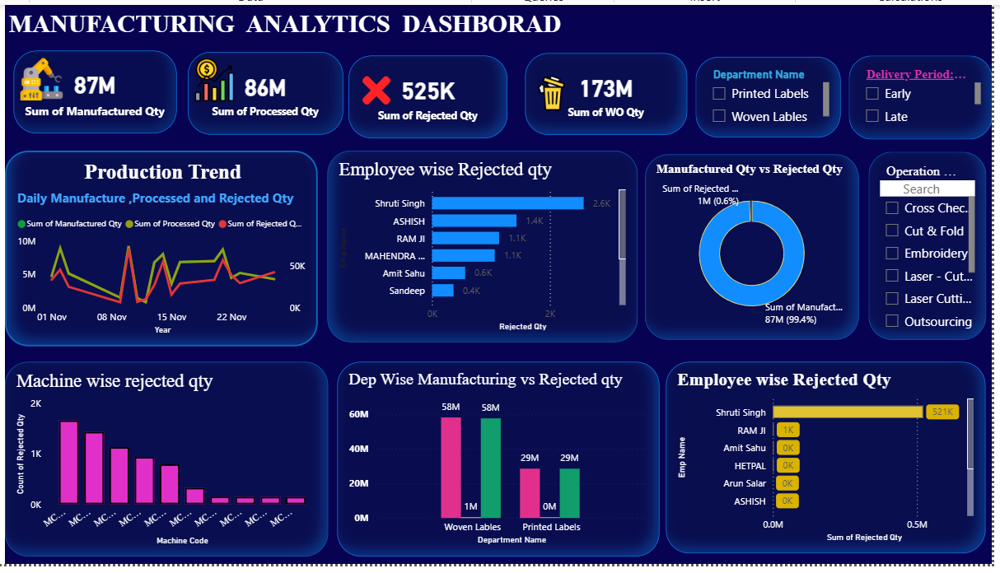 MANUFACTURING ANALYTICS DASHBORAD
87M
Sum of Manufactured Qty
86M
Sum of Processed Qty
525K
Sum of Rejected Qty
173M
Sum of WO Qty
Department Name
Printed Labels
Woven Lables
Delivery Period:...
Early
Late
Production Trend
Daily Manufacture ,Processed and Rejected Qty
Sum of Manufactured Qty Sum of Processed Qty Sum of Rejected Q...
10M
5M
0M
50K
0K
01 Nov 08 Nov 15 Nov 22 Nov
Year
Employee wise Rejected qty
Emp Name
Shruti Singh 2.6K
ASHISH 1.4K
RAM JI 1.1K
MAHENDRA ... 1.1K
Amit Sahu 0.6K
Sandeep 0.4K
0K 2K
Rejected Qty
Manufactured Qty vs Rejected Qty
Sum of Rejected ...
1M (0.6%)
Sum of Manufact...
87M (99.4%)
Operation ...
Search
Cross Chec...
Cut & Fold
Embroidery
Laser - Cut...
Laser Cutti...
Outsourcing
Machine wise rejected qty
Count of Rejected Qty
2K
1K
0K
MC... MC... MC... MC... MC... MC... MC... MC... MC... MC...
Machine Code
Dep Wise Manufacturing vs Rejected qty
60M
40M
20M
0M
58M 1M 58M
29M 0M 29M
Woven Lables Printed Labels
Department Name
Employee wise Rejected Qty
Emp Name
Shruti Singh 521K
RAM JI 1K
Amit Sahu 0K
HETPAL 0K
Arun Salar 0K
ASHISH 0K
0.0M 0.5M
Sum of Rejected Qty